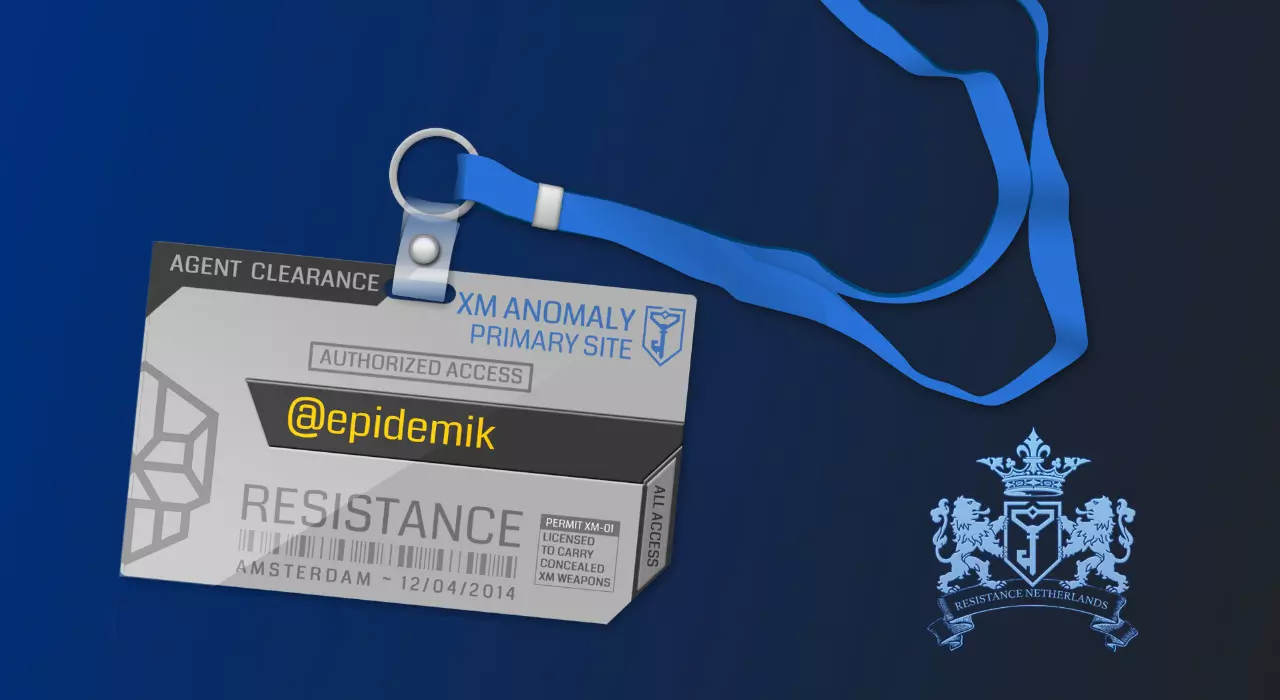 AGENT CLEARANCE
XM ANOMALY
PRIMARY SITE
AUTHORIZED ACCESS
@epidemik
RESISTANCE
AMSTERDAM ~ 12/04/2014
PERMIT XM-01
LICENSED
TO CARRY
CONCEALED
XM WEAPONS
ALL ACCESS
RESISTANCE NETHERLANDS